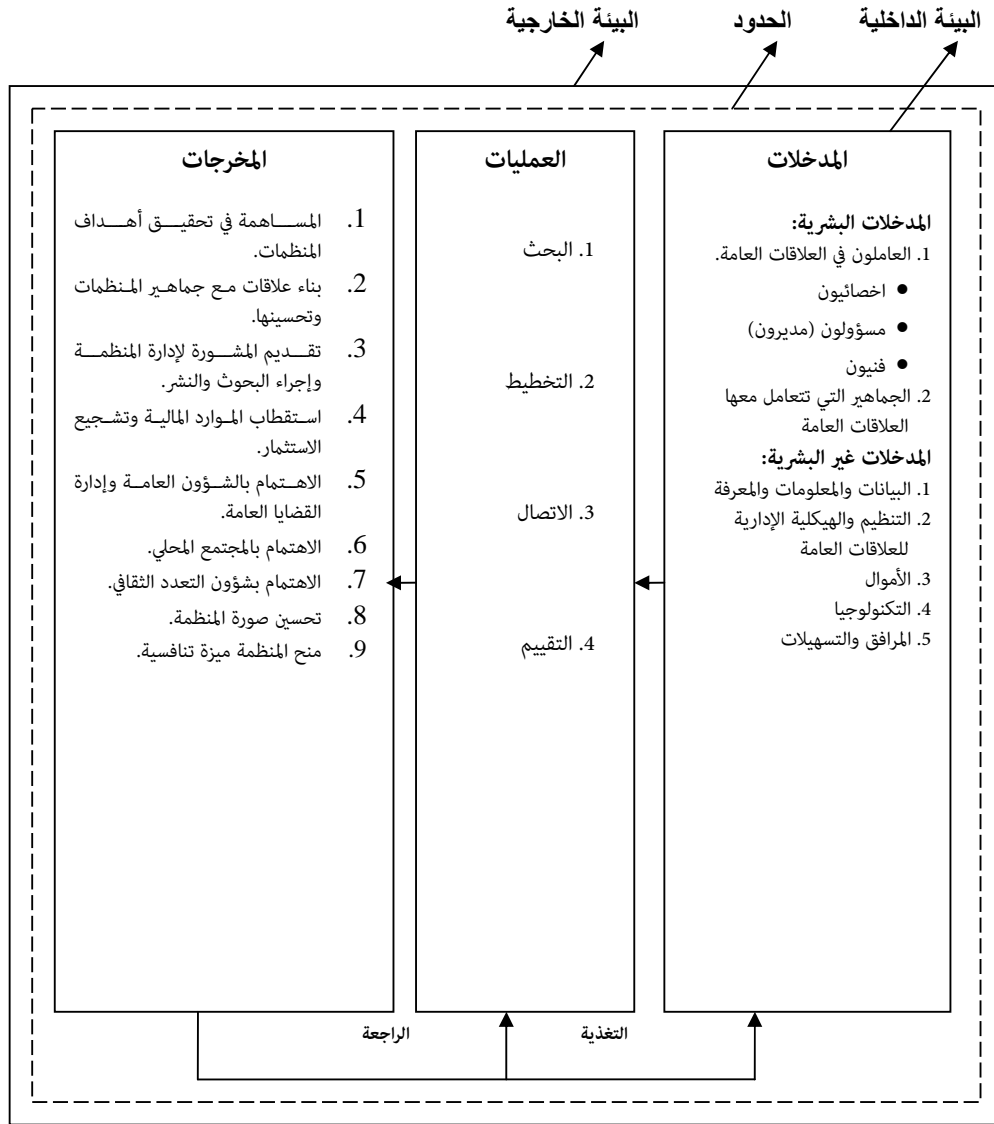 البيئة الداخلية
الحدود
البيئة الخارجية
المدخلات
المدخلات البشرية:
1. العاملون في العلاقات العامة.
● اخصائيون
● مسؤولون (مديرون)
● فنيون
2. الجماهير التي تتعامل معها
العلاقات العامة
المدخلات غير البشرية:
1. البيانات والمعلومات والمعرفة
2. التنظيم والهيكلية الإدارية
للعلاقات العامة
3. الأموال
4. التكنولوجيا
5. المرافق والتسهيلات
العمليات
1. البحث
2. التخطيط
3. الاتصال
4. التقييم
المخرجات
1. المساهمة في تحقيق أهداف
المنظمات.
2. بناء علاقات مع جماهير المنظمات
وتحسينها.
3. تقديم المشورة لإدارة المنظمة
وإجراء البحوث والنشر.
4. استقطاب الموارد المالية وتشجيع
الاستثمار.
5. الاهتمام بالشؤون العامة وإدارة
القضايا العامة.
6. الاهتمام بالمجتمع المحلي.
7. الاهتمام بشؤون التعدد الثقافي.
8. تحسين صورة المنظمة.
9. منح المنظمة ميزة تنافسية.
التغذية
الراجعة